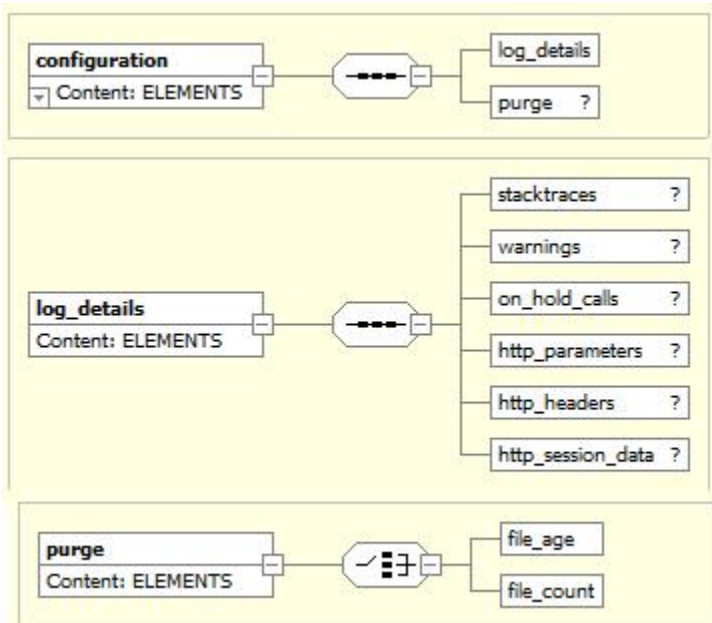 configuration
Content: ELEMENTS
log_details
purge ?
log_details
Content: ELEMENTS
stacktraces ?
warnings ?
on_hold_calls ?
http_parameters ?
http_headers ?
http_session_data ?
purge
Content: ELEMENTS
file_age
file_count